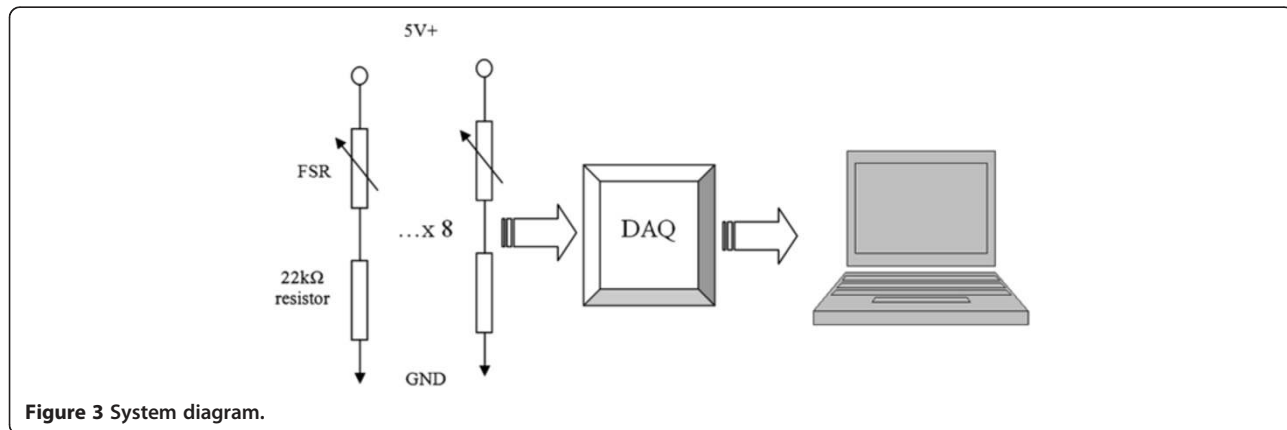 5V+
FSR
...x 8
DAQ
22kΩ
resistor
GND
Figure 3 System diagram.